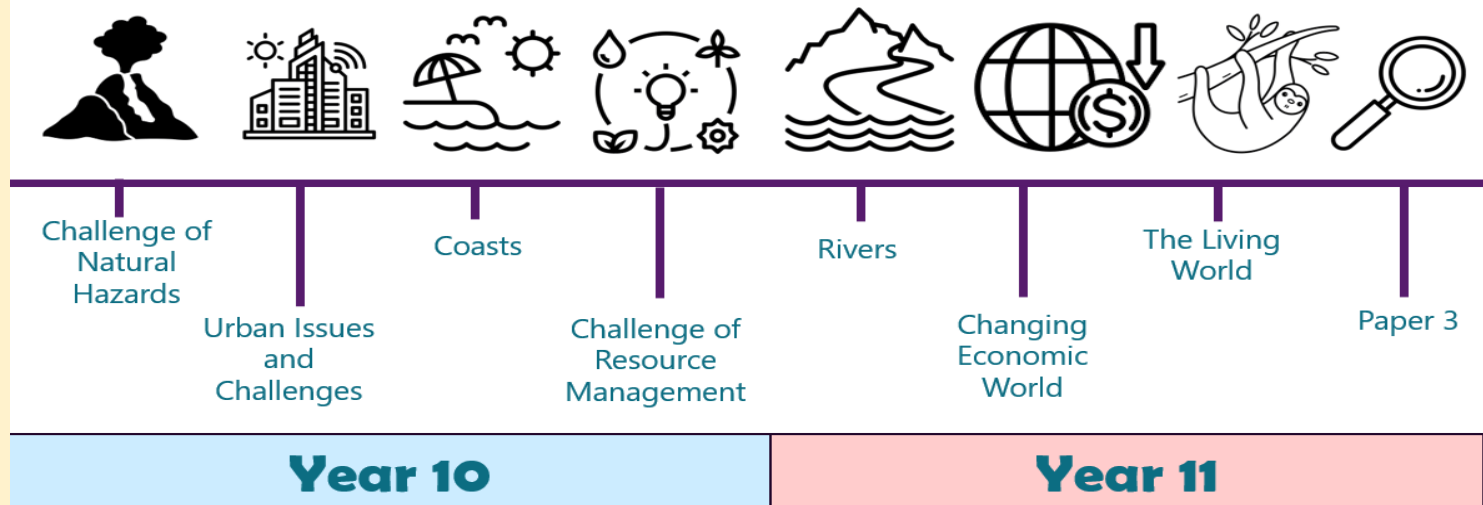 $
Challenge of
Natural
Hazards
Urban Issues
and
Challenges
Coasts
Challenge of
Resource
Management
Rivers
Changing
Economic
World
The Living
World
Paper 3
Year 10
Year 11